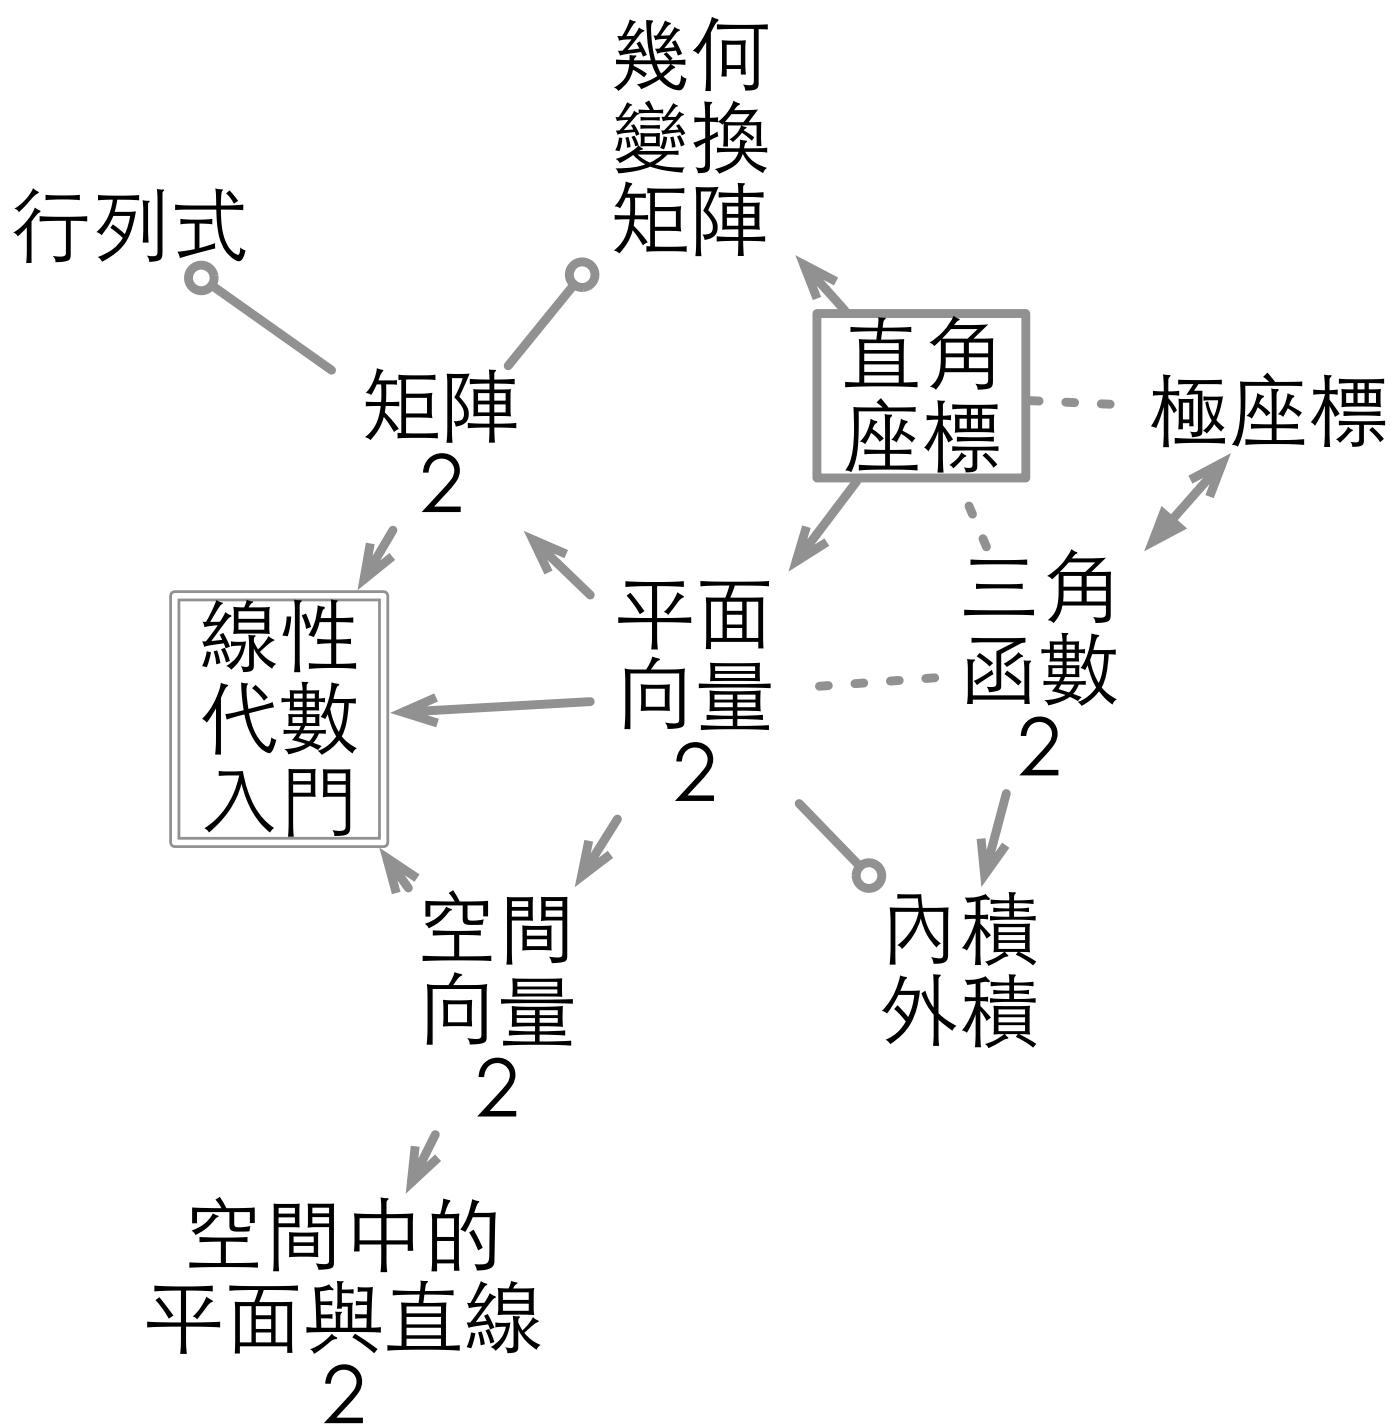 幾何
變換
矩陣
行列式
直角
座標
極座標
矩陣
2
三角
函數
2
平面
向量
2
線性
代數
入門
空間
向量
2
內積
外積
空間中的
平面與直線
2